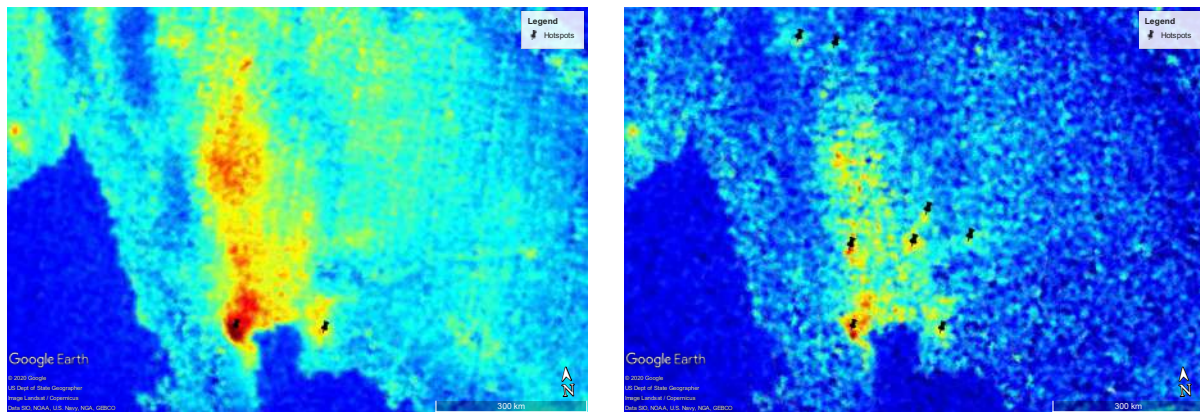 Legend
Hotspots
Google Earth
© 2020 Google
US Dept of State Geographer
Image Landsat / Copernicus
Data SIO, NOAA, U.S. Navy, NGA, GEBCO
300 km
N
Legend
Hotspots
Google Earth
© 2020 Google
US Dept of State Geographer
Image Landsat / Copernicus
Data SIO, NOAA, U.S. Navy, NGA, GEBCO
300 km
N